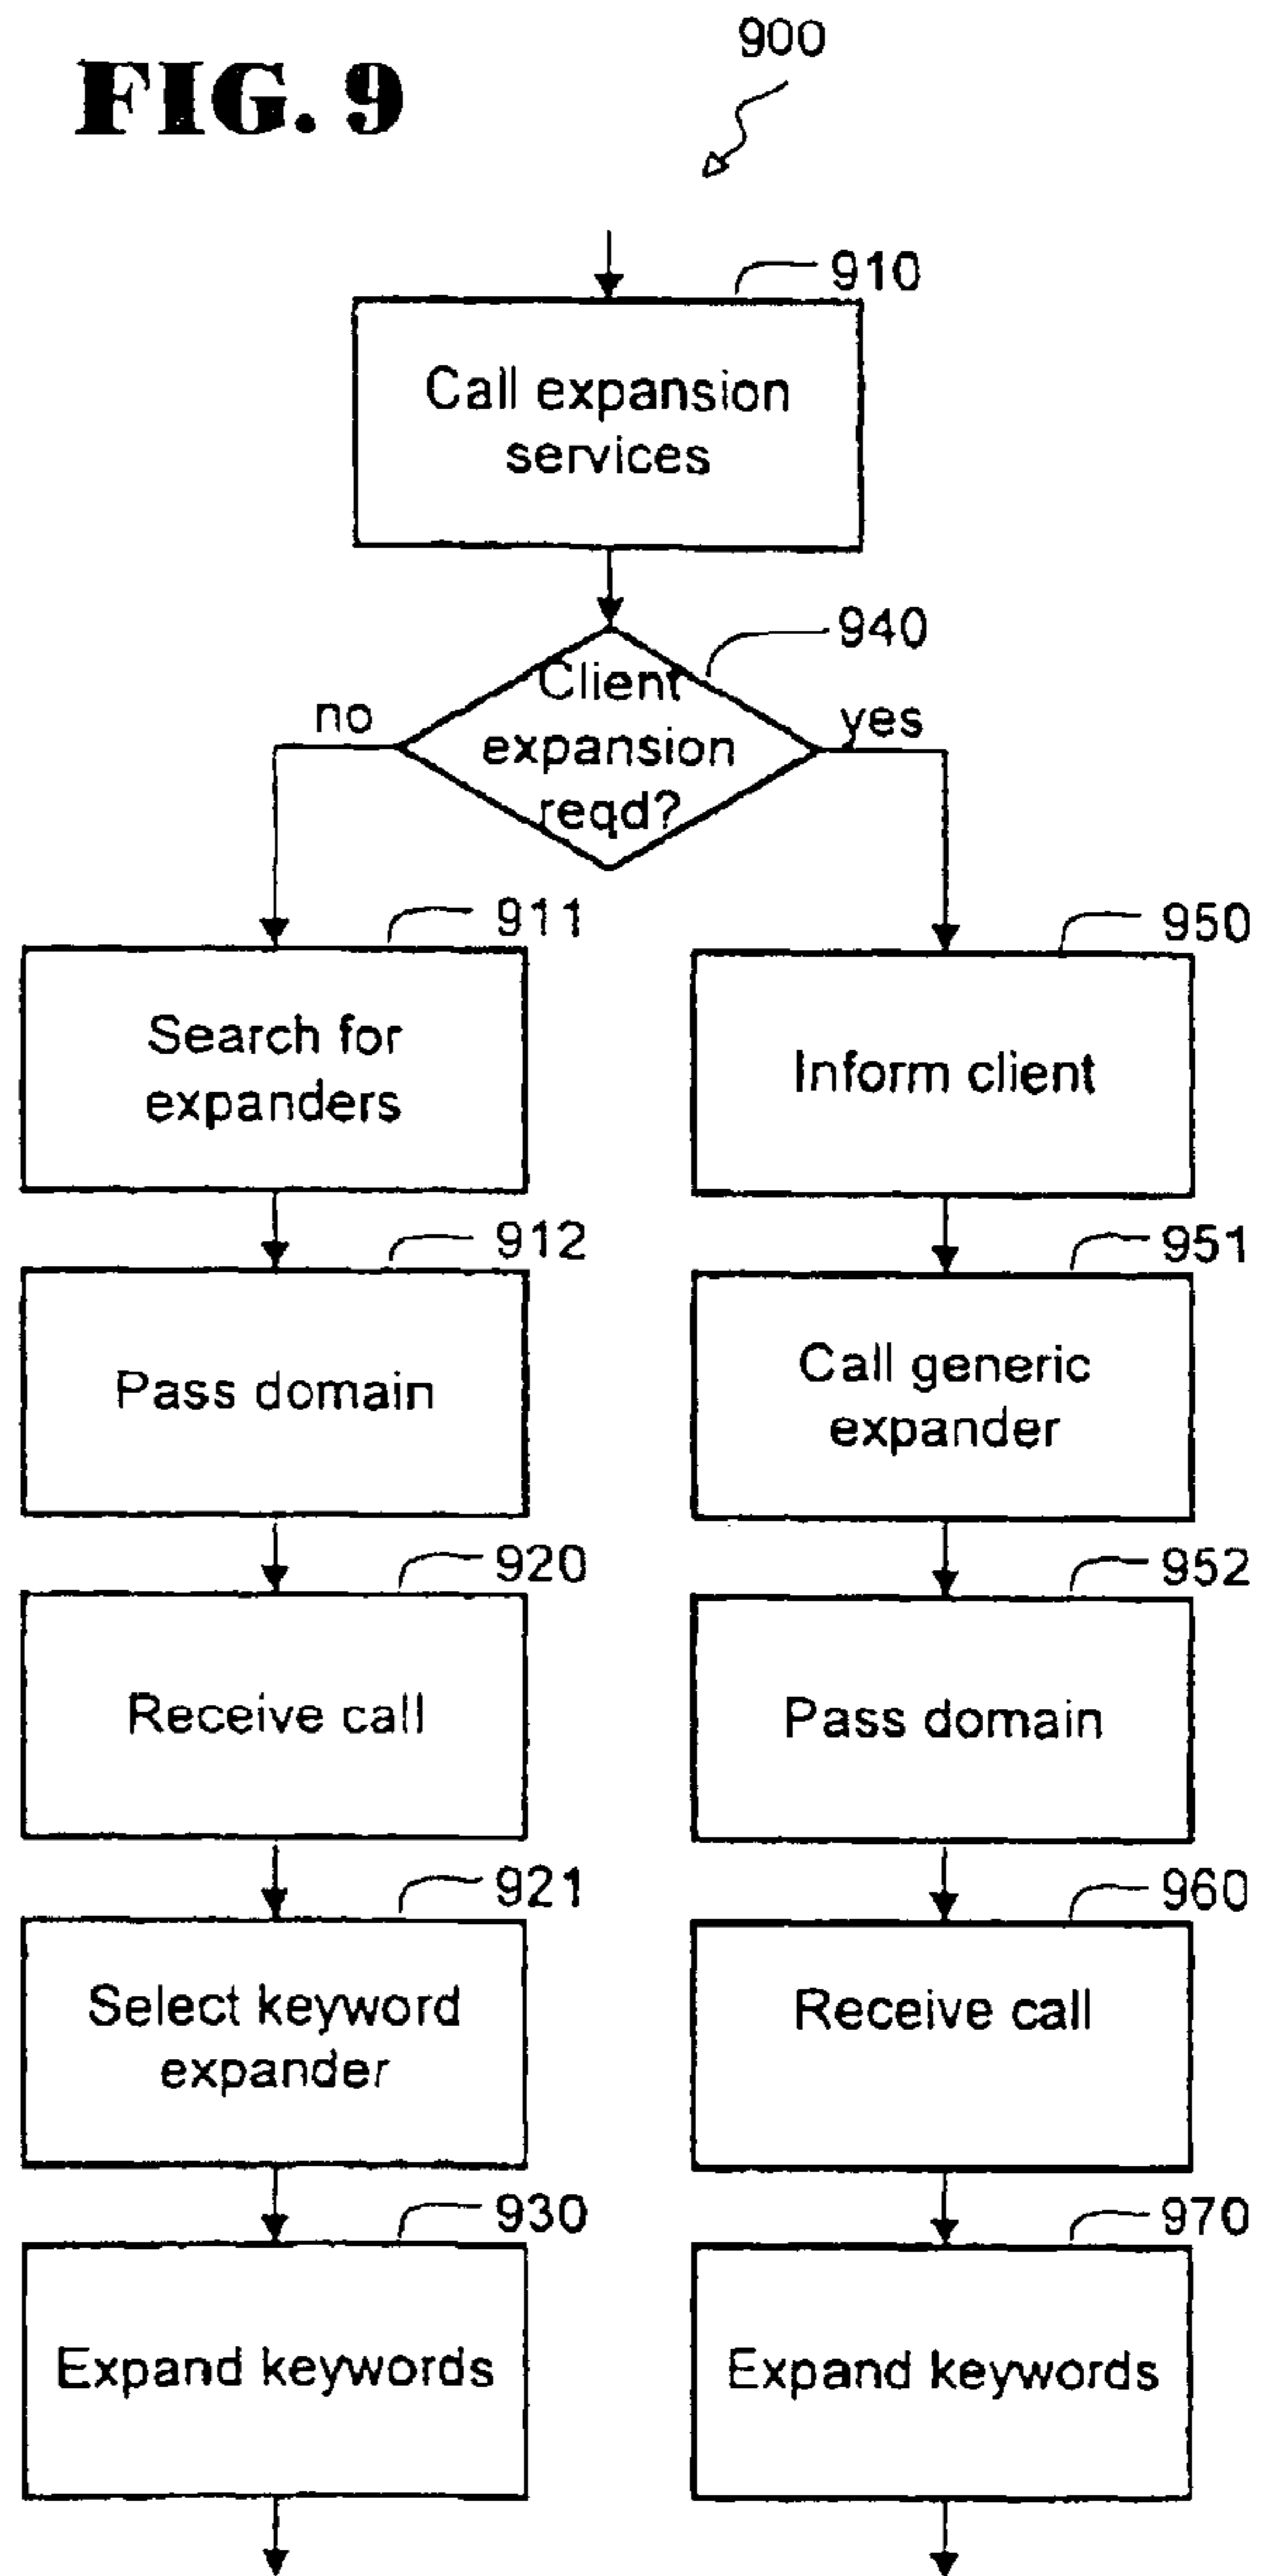 FIG. 9
900
910
Call expansion
services
940
Client
expansion
reqd?
no
yes
911
Search for
expanders
950
Inform client
912
Pass domain
951
Call generic
expander
920
Receive call
952
Pass domain
921
Select keyword
expander
960
Receive call
930
Expand keywords
970
Expand keywords